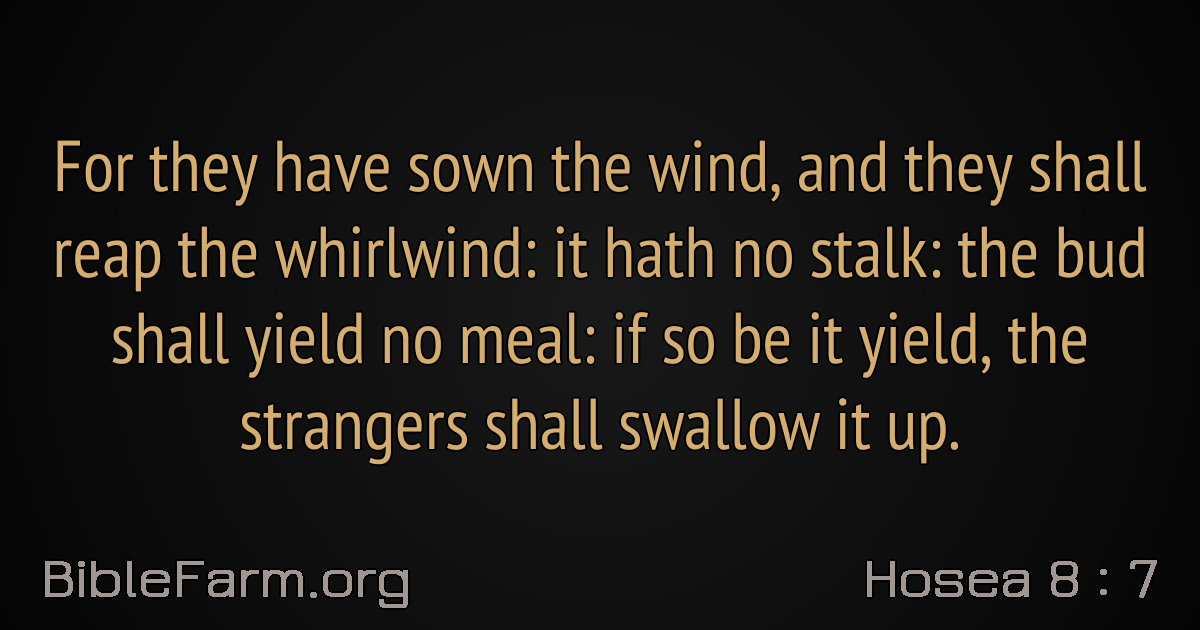 For they have sown the wind, and they shall
reap the whirlwind: it hath no stalk: the bud
shall yield no meal: if so be it yield, the
strangers shall swallow it up.
BibleFarm.org
Hosea 8 : 7